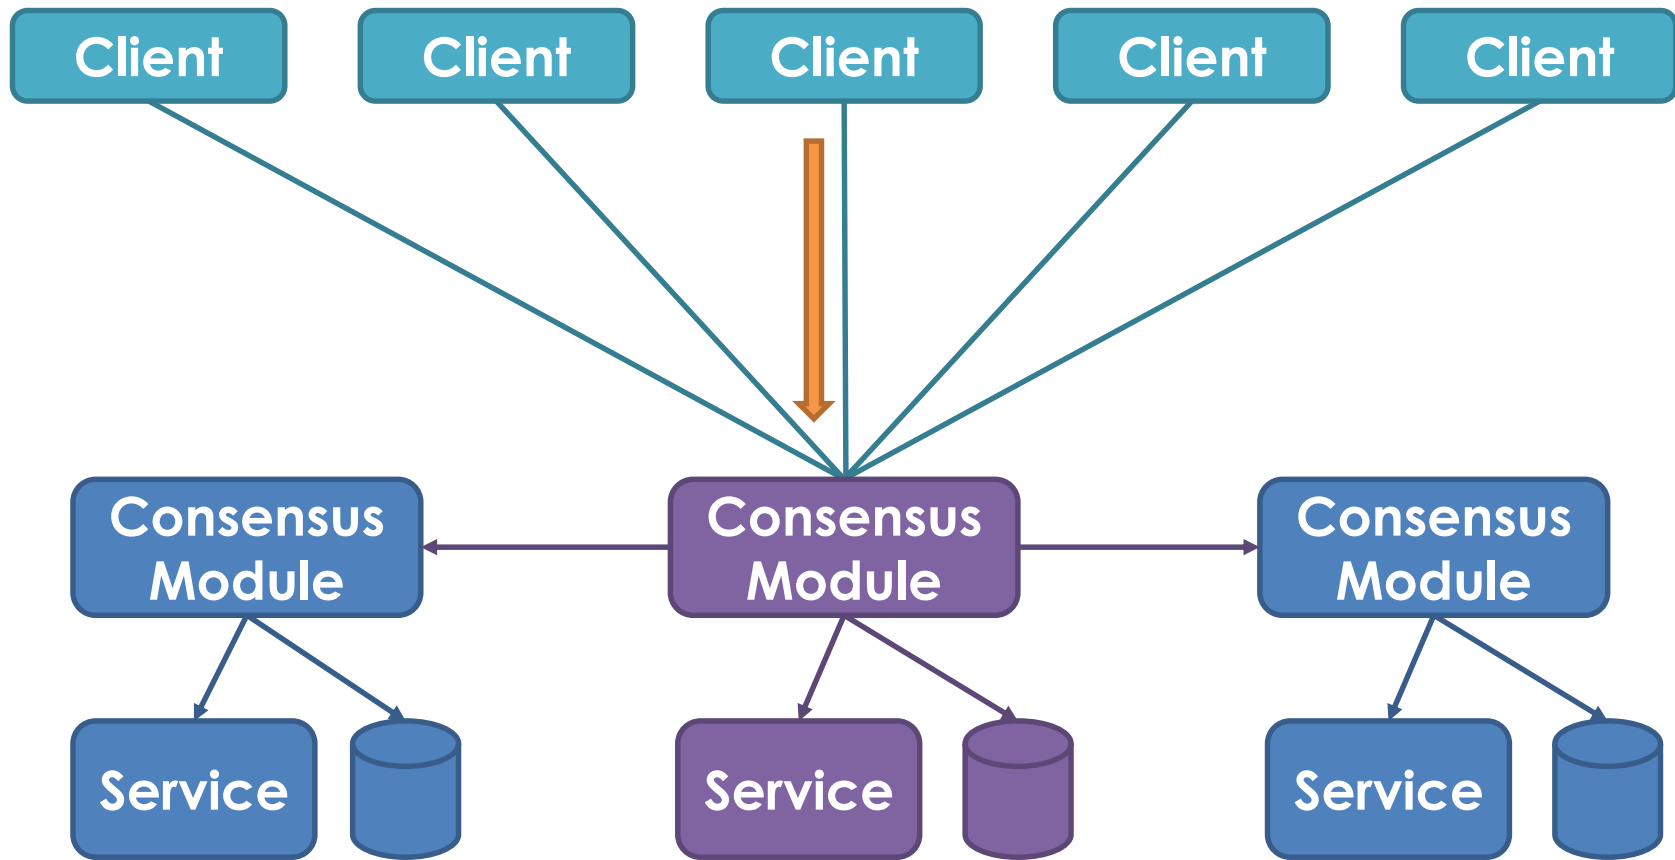 Client
Client
Client
Client
Client
Consensus
Module
Consensus
Module
Consensus
Module
Service
Service
Service